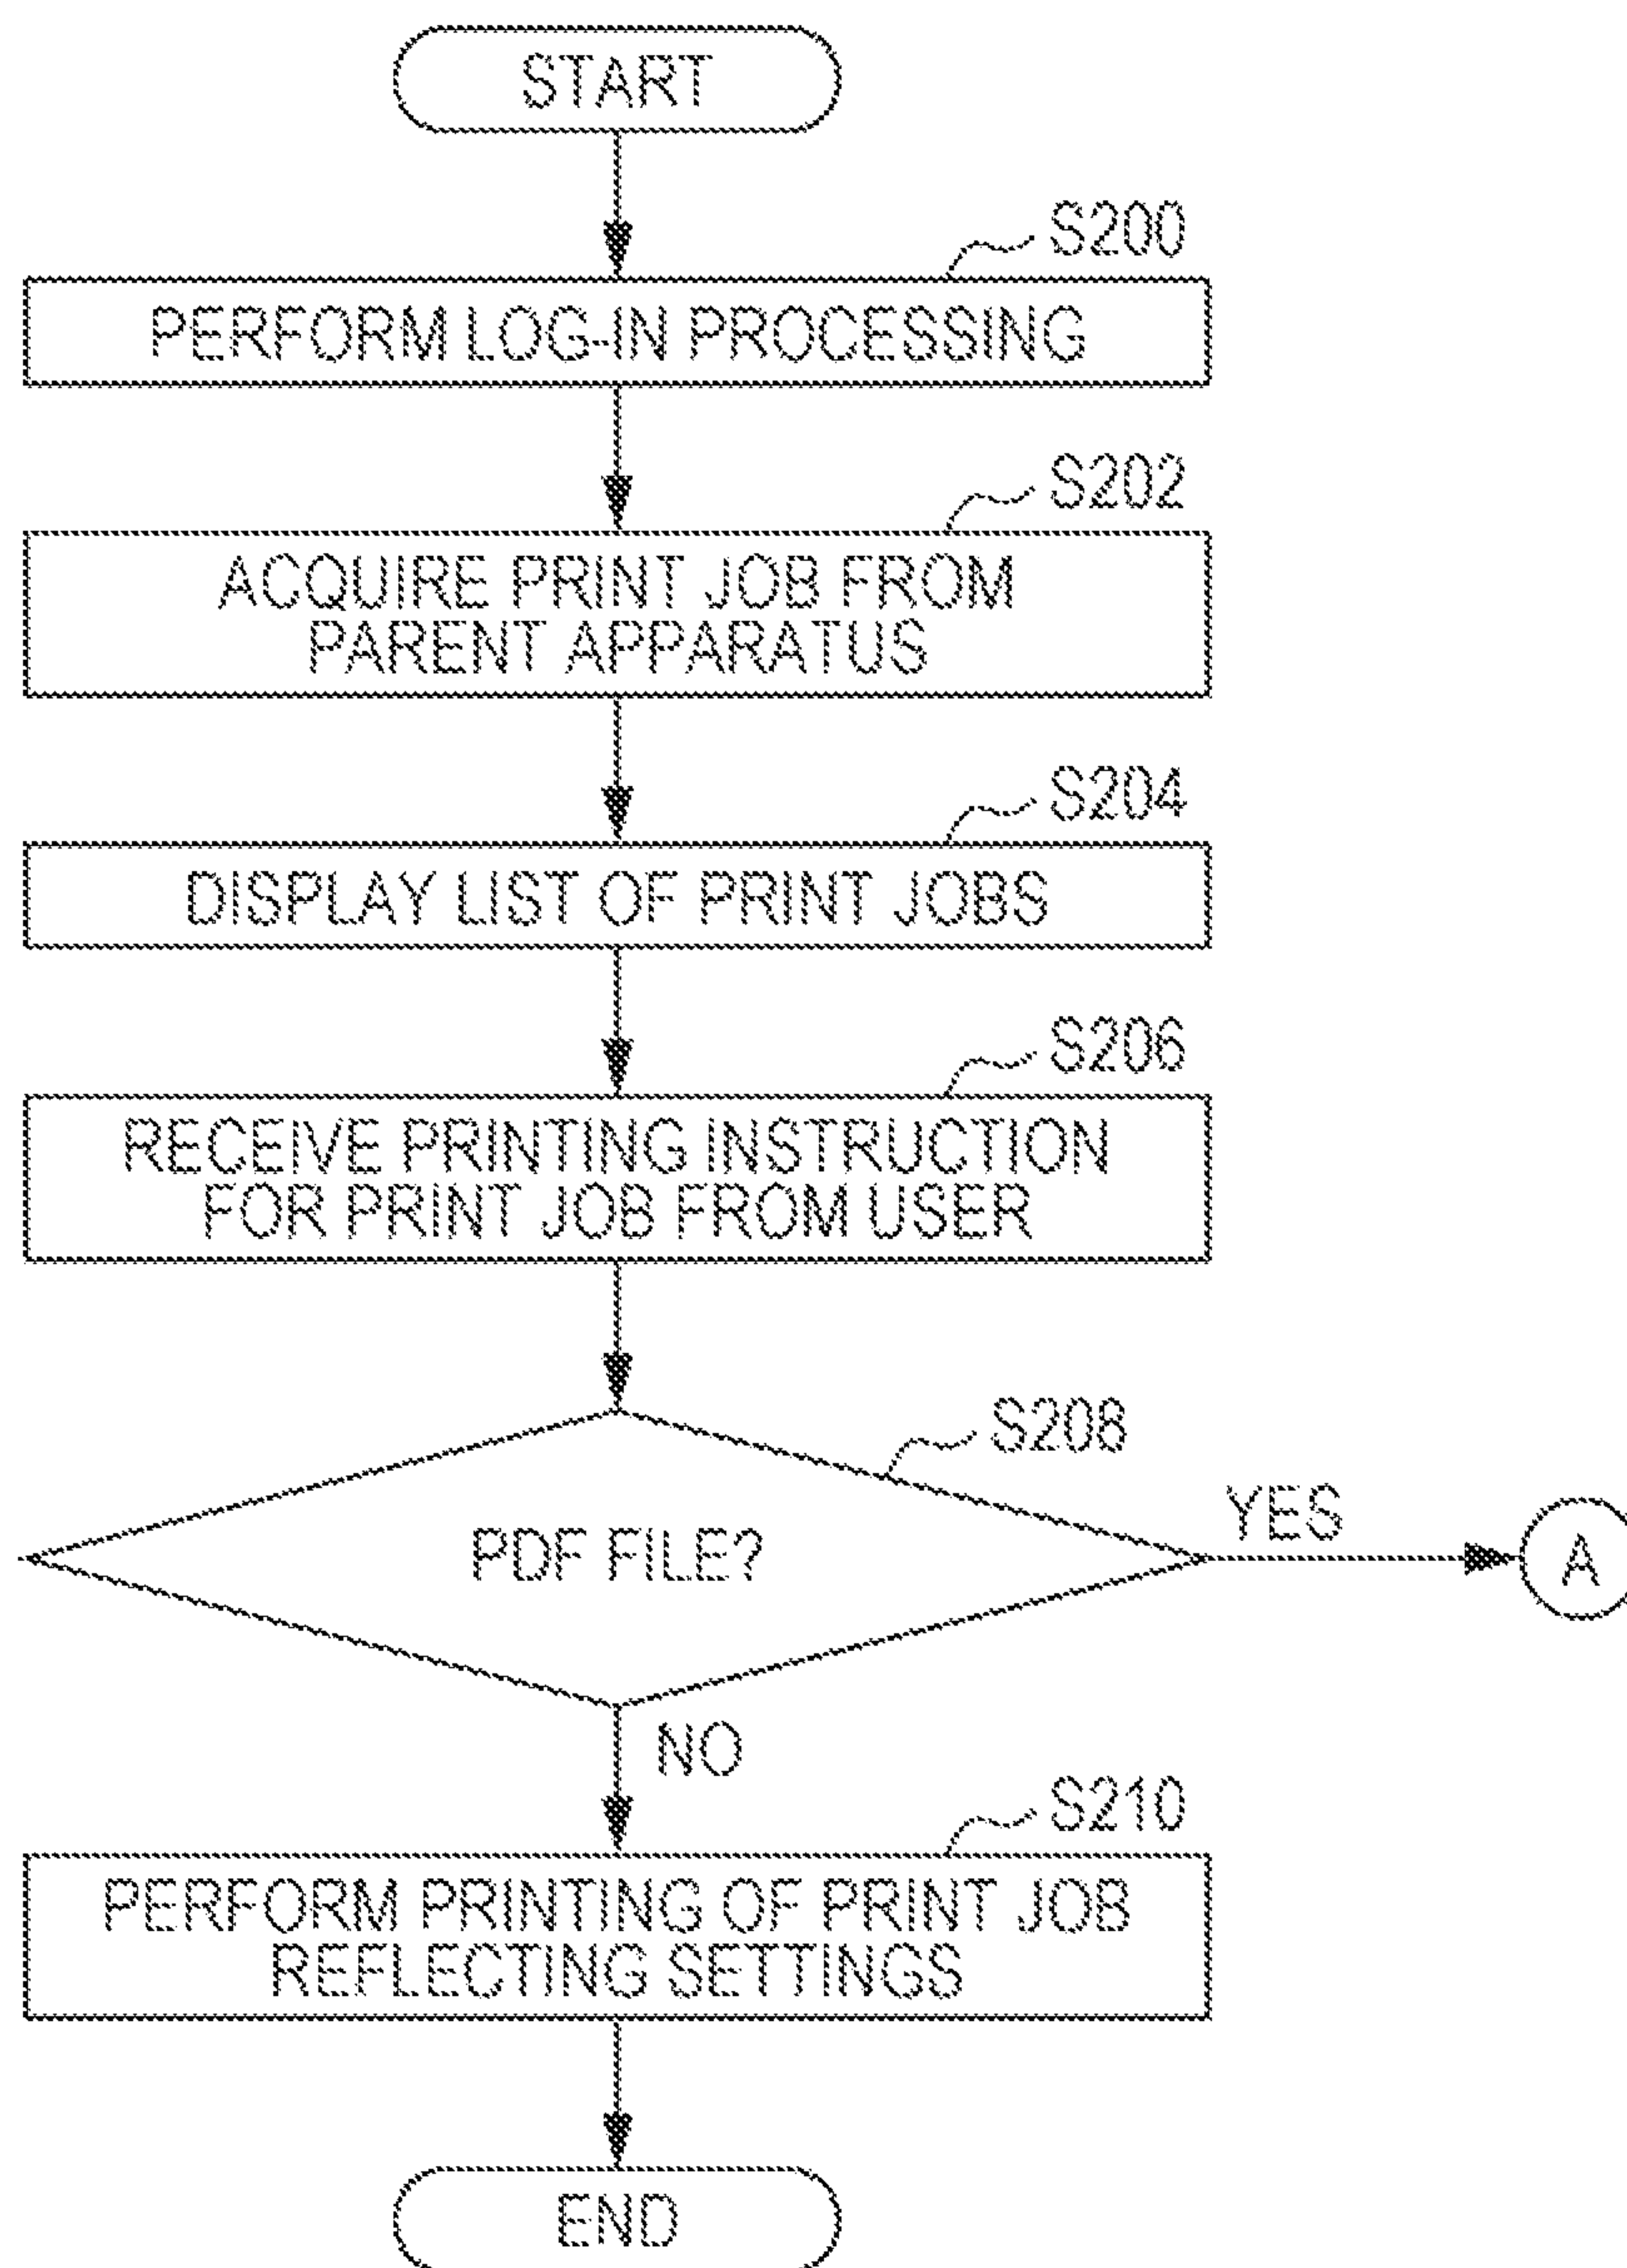 START
S200
PERFORM LOG-IN PROCESSING
S202
ACQUIRE PRINT JOB FROM
PARENT APPARATUS
S204
DISPLAY LIST OF PRINT JOBS
S206
RECEIVE PRINTING INSTRUCTION
FOR PRINT JOB FROM USER
S208
PDF FILE?
YES
A
NO
S210
PERFORM PRINTING OF PRINT JOB
REFLECTING SETTINGS
END